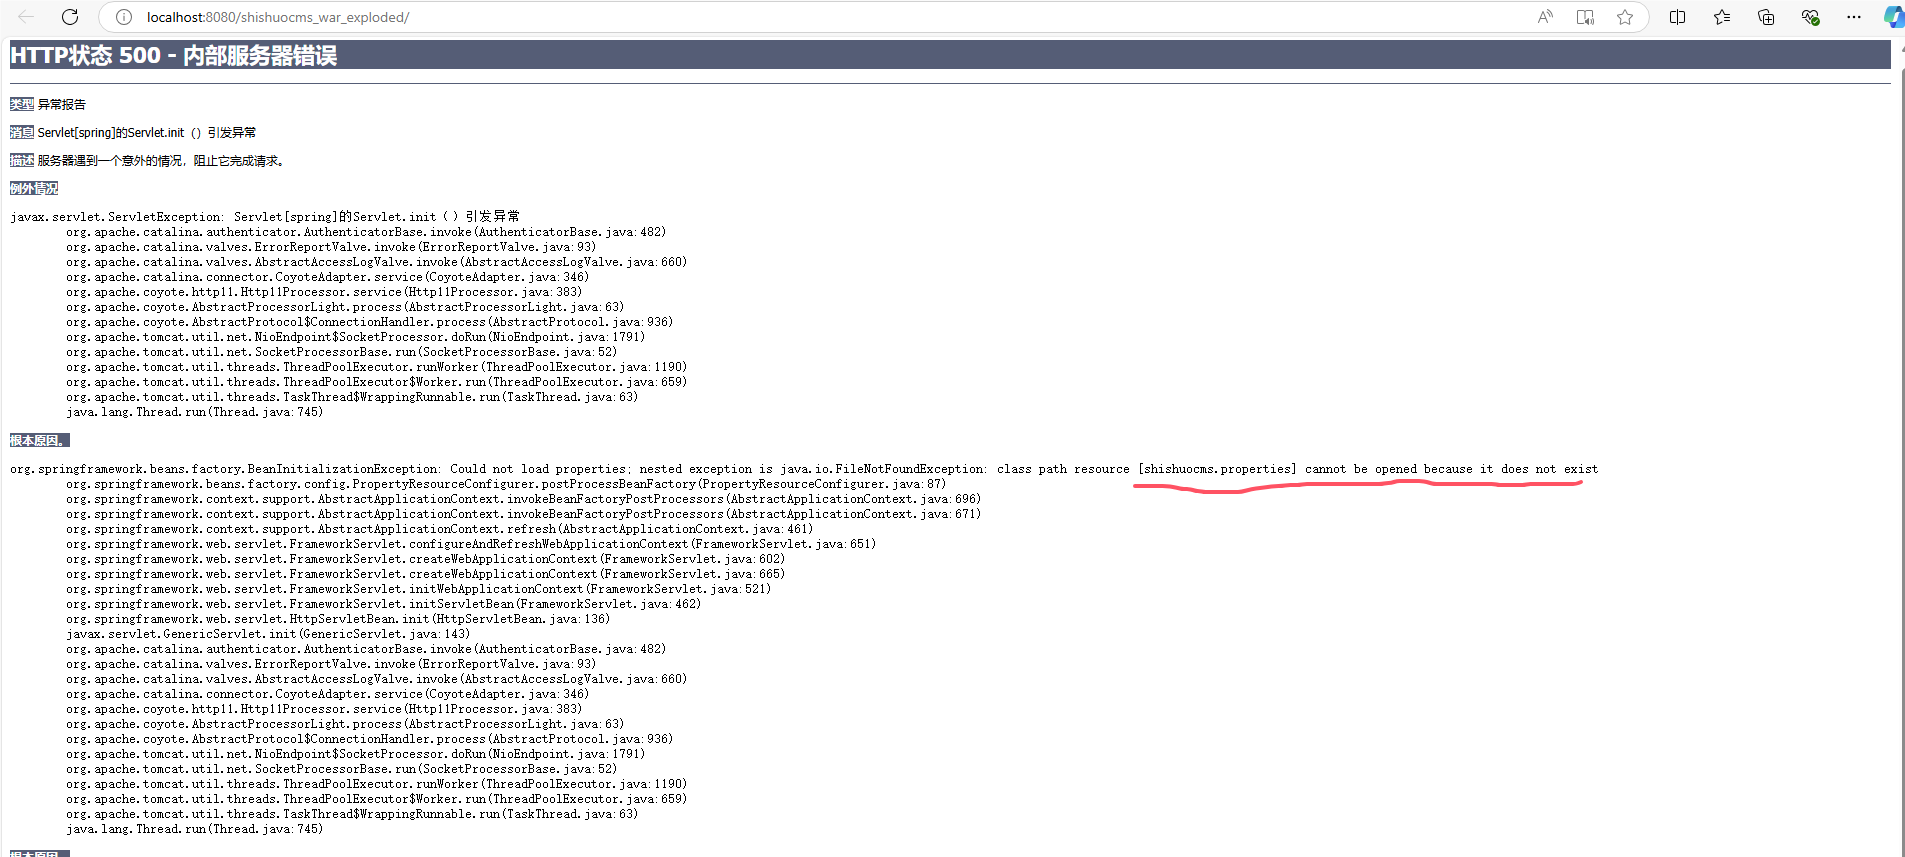 localhost:8080/shishuocms_war_exploded/
HTTP状态 500 - 内部服务器错误
类型 异常报告
消息 Servlet[spring]的Servlet.init（）引发异常
描述 服务器遇到一个意外的情况，阻止它完成请求。
例外情况
javax.servlet.ServletException: Servlet[spring]的Servlet.init（）引发异常
org.apache.catalina.authenticator.AuthenticatorBase.invoke(AuthenticatorBase.java:482)
org.apache.catalina.valves.ErrorReportValve.invoke(ErrorReportValve.java:93)
org.apache.catalina.valves.AbstractAccessLogValve.invoke(AbstractAccessLogValve.java:660)
org.apache.catalina.connector.CoyoteAdapter.service(CoyoteAdapter.java:346)
org.apache.coyote.http11.Http11Processor.service(Http11Processor.java:383)
org.apache.coyote.AbstractProcessorLight.process(AbstractProcessorLight.java:63)
org.apache.coyote.AbstractProtocol$ConnectionHandler.process(AbstractProtocol.java:936)
org.apache.tomcat.util.net.NioEndpoint$SocketProcessor.doRun(NioEndpoint.java:1791)
org.apache.tomcat.util.net.SocketProcessorBase.run(SocketProcessorBase.java:52)
org.apache.tomcat.util.threads.ThreadPoolExecutor.runWorker(ThreadPoolExecutor.java:1190)
org.apache.tomcat.util.threads.ThreadPoolExecutor$Worker.run(ThreadPoolExecutor.java:659)
org.apache.tomcat.util.threads.TaskThread$WrappingRunnable.run(TaskThread.java:63)
java.lang.Thread.run(Thread.java:745)
根本原因。
org.springframework.beans.factory.BeanInitializationException: Could not load properties; nested exception is java.io.FileNotFoundException: class path resource [shishuocms.properties] cannot be opened because it does not exist
org.springframework.beans.factory.config.PropertyResourceConfigurer.postProcessBeanFactory(PropertyResourceConfigurer.java:87)
org.springframework.context.support.AbstractApplicationContext.invokeBeanFactoryPostProcessors(AbstractApplicationContext.java:696)
org.springframework.context.support.AbstractApplicationContext.invokeBeanFactoryPostProcessors(AbstractApplicationContext.java:671)
org.springframework.context.support.AbstractApplicationContext.refresh(AbstractApplicationContext.java:461)
org.springframework.web.servlet.FrameworkServlet.configureAndRefreshWebApplicationContext(FrameworkServlet.java:651)
org.springframework.web.servlet.FrameworkServlet.createWebApplicationContext(FrameworkServlet.java:602)
org.springframework.web.servlet.FrameworkServlet.createWebApplicationContext(FrameworkServlet.java:665)
org.springframework.web.servlet.FrameworkServlet.initWebApplicationContext(FrameworkServlet.java:521)
org.springframework.web.servlet.FrameworkServlet.initServletBean(FrameworkServlet.java:462)
org.springframework.web.servlet.HttpServletBean.init(HttpServletBean.java:136)
javax.servlet.GenericServlet.init(GenericServlet.java:143)
org.apache.catalina.authenticator.AuthenticatorBase.invoke(AuthenticatorBase.java:482)
org.apache.catalina.valves.ErrorReportValve.invoke(ErrorReportValve.java:93)
org.apache.catalina.valves.AbstractAccessLogValve.invoke(AbstractAccessLogValve.java:660)
org.apache.catalina.connector.CoyoteAdapter.service(CoyoteAdapter.java:346)
org.apache.coyote.http11.Http11Processor.service(Http11Processor.java:383)
org.apache.coyote.AbstractProcessorLight.process(AbstractProcessorLight.java:63)
org.apache.coyote.AbstractProtocol$ConnectionHandler.process(AbstractProtocol.java:936)
org.apache.tomcat.util.net.NioEndpoint$SocketProcessor.doRun(NioEndpoint.java:1791)
org.apache.tomcat.util.net.SocketProcessorBase.run(SocketProcessorBase.java:52)
org.apache.tomcat.util.threads.ThreadPoolExecutor.runWorker(ThreadPoolExecutor.java:1190)
org.apache.tomcat.util.threads.ThreadPoolExecutor$Worker.run(ThreadPoolExecutor.java:659)
org.apache.tomcat.util.threads.TaskThread$WrappingRunnable.run(TaskThread.java:63)
java.lang.Thread.run(Thread.java:745)